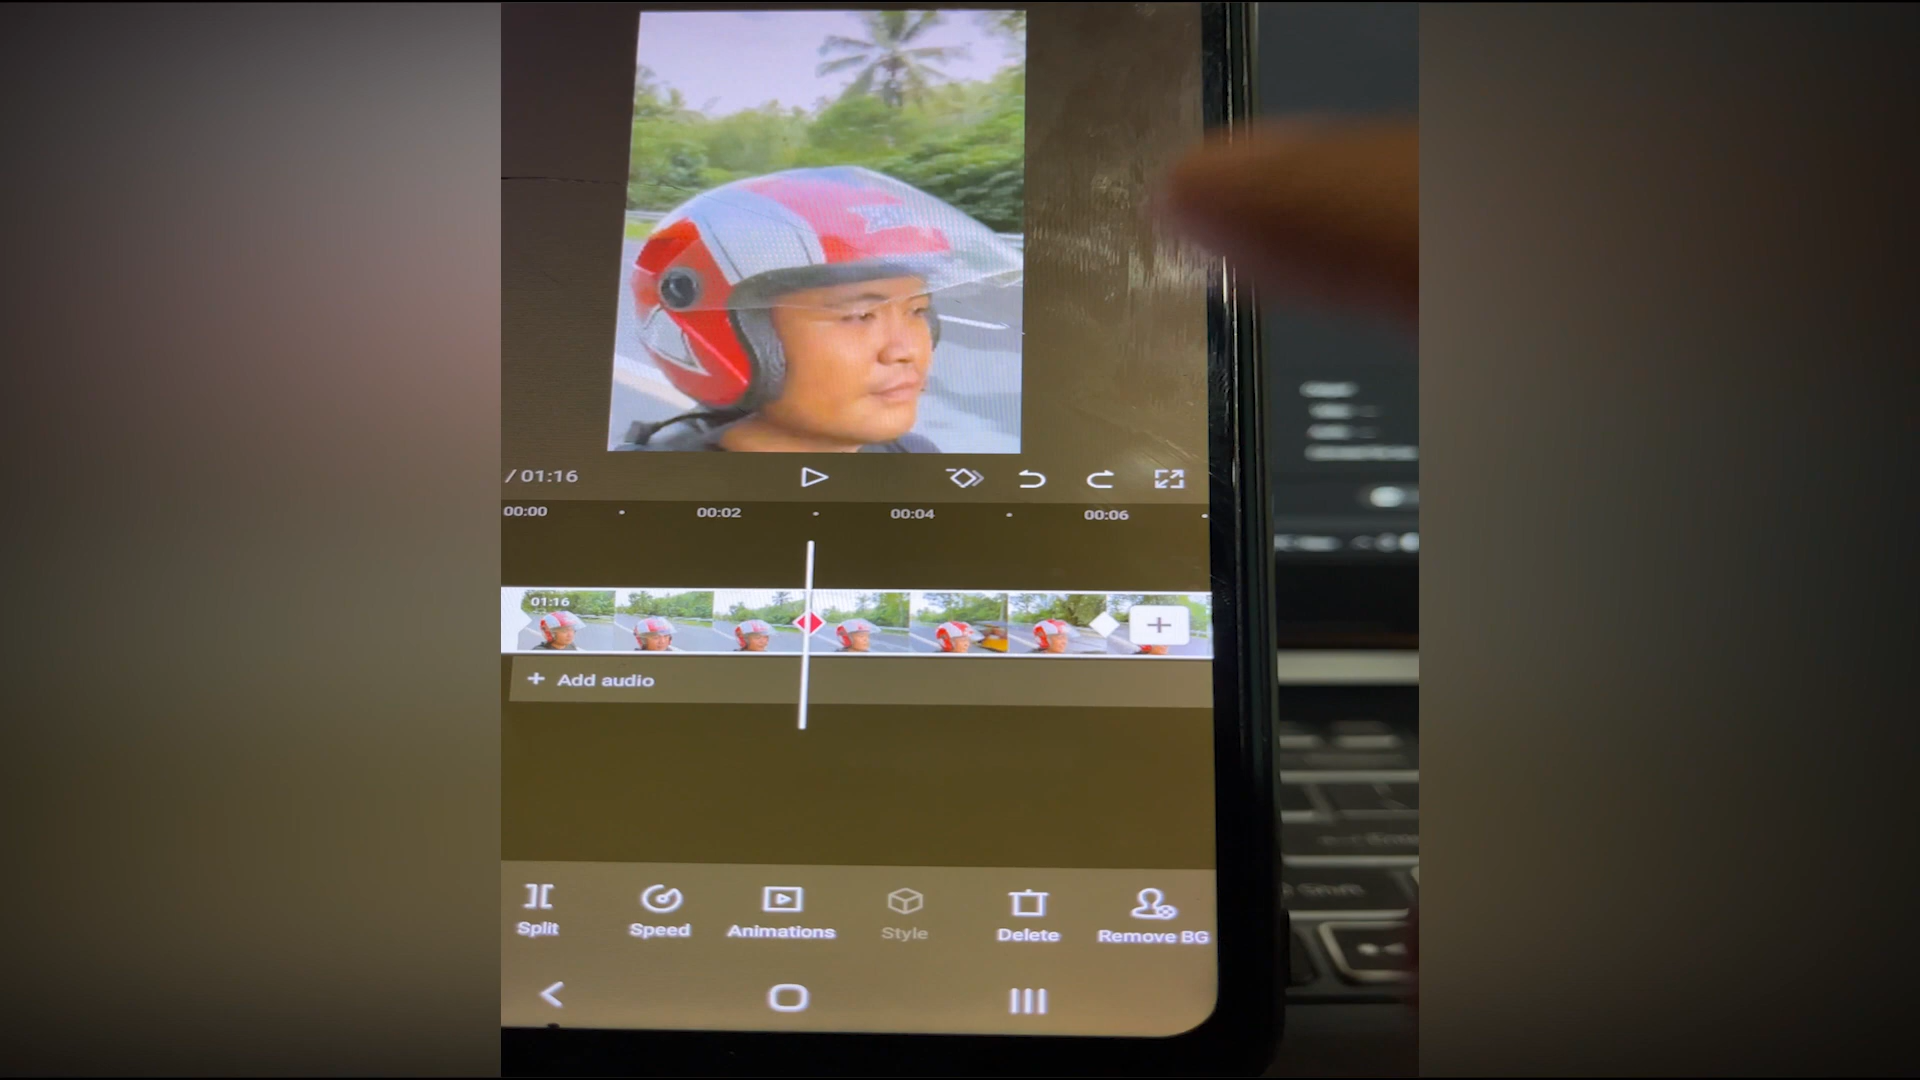 / 01:16
00:00 00:02 00:04 00:06
01:16
+ Add audio
Split Speed Animations Style Delete Remove BG